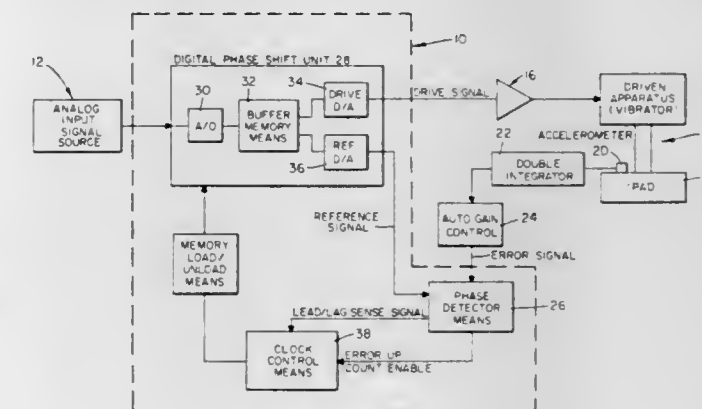 DIGITAL PHASE SHIFT UNIT 28
10
12
ANALOG
INPUT
SIGNAL
SOURCE
30
A/D
32
BUFFER
MEMORY
MEANS
34
DRIVE
D/A
REF
D/A
36
DRIVE SIGNAL
16
DRIVEN
APPARATUS
(VIBRATOR)
ACCELEROMETER
20
PAD
22
DOUBLE
INTEGRATOR
AUTO GAIN
CONTROL
24
REFERENCE
SIGNAL
ERROR SIGNAL
MEMORY
LOAD/
UNLOAD
MEANS
PHASE
DETECTOR
MEANS
26
LEAD/LAG SENSE SIGNAL
38
CLOCK
CONTROL
MEANS
ERROR UP
COUNT ENABLE